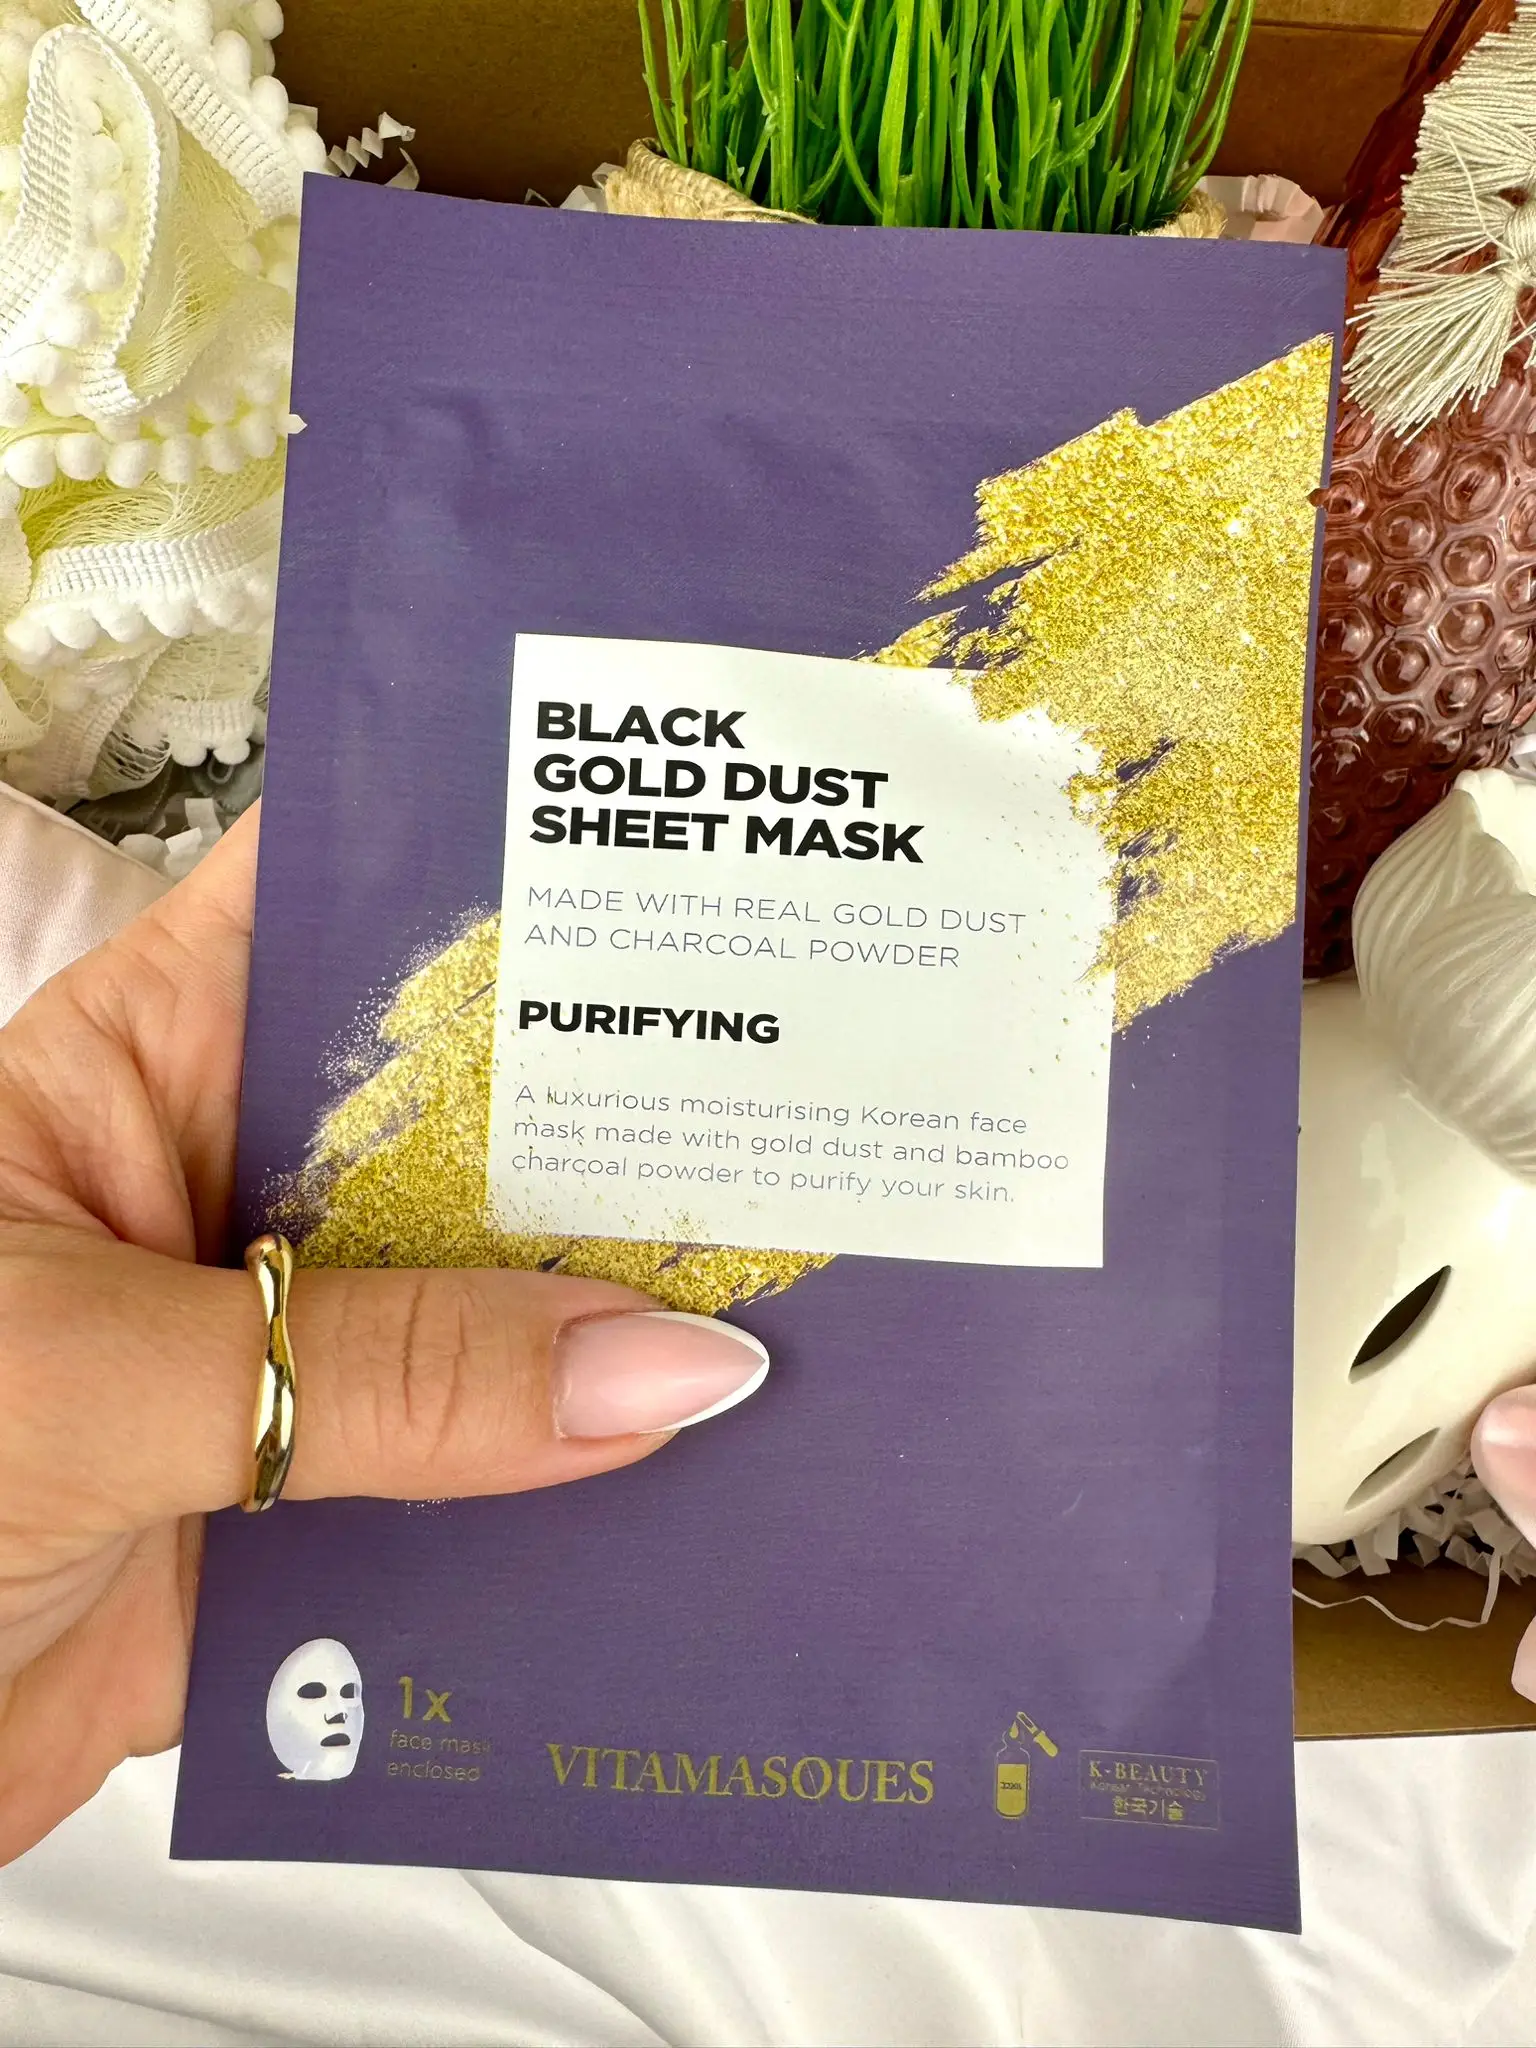 BLACK
GOLD DUST
SHEET MASK
MADE WITH REAL GOLD DUST
AND CHARCOAL POWDER
PURIFYING
A luxurious moisturising Korean face
mask made with gold dust and bamboo
charcoal powder to purify your skin.
1x
face mask
enclosed
VITAMASQUES
K-BEAUTY
Korean Technology
한국기술